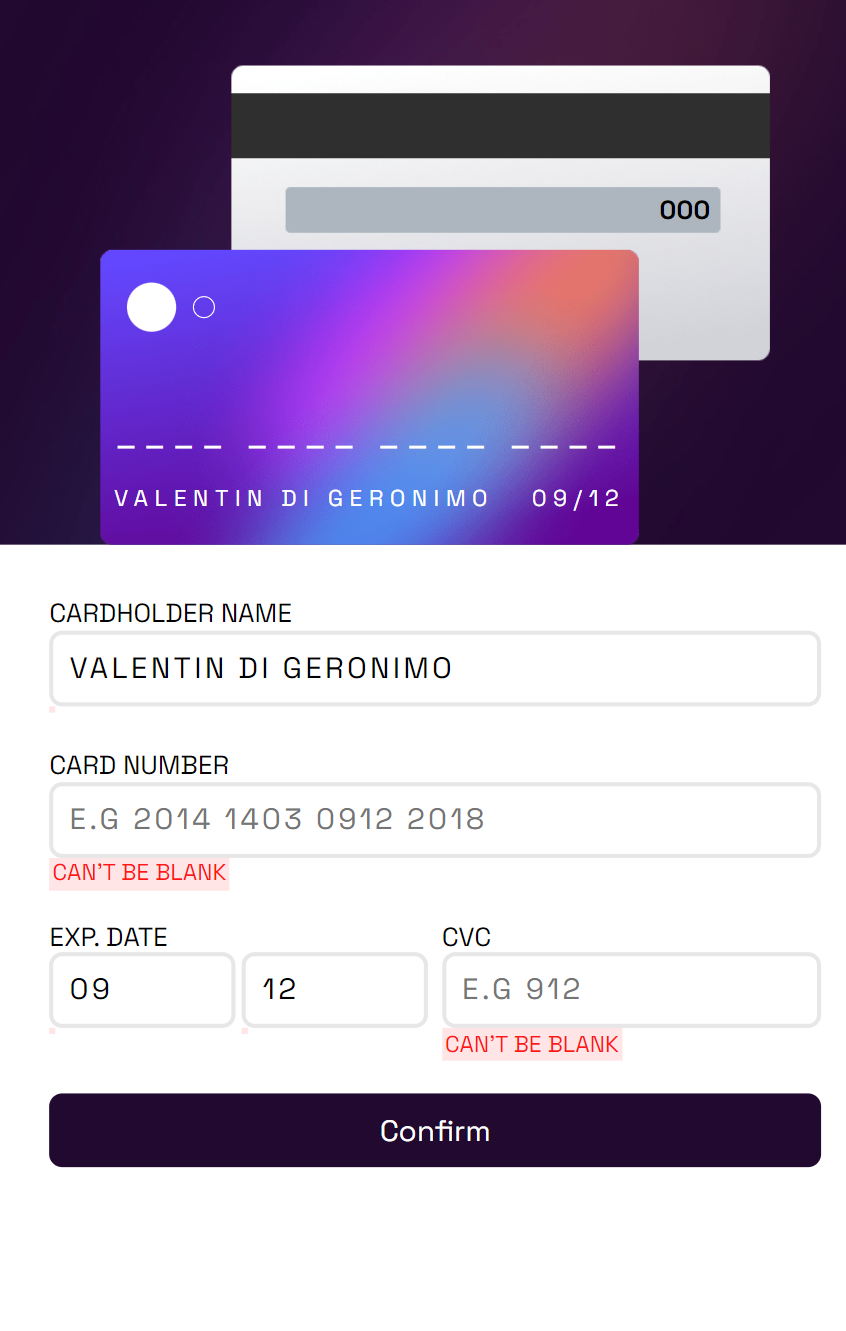 000
VALENTIN DI GERONIMO 09/12
CARDHOLDER NAME
VALENTIN DI GERONIMO
CARD NUMBER
E.G 2014 1403 0912 2018
CAN'T BE BLANK
EXP. DATE CVC
09 12 E.G 912
CAN'T BE BLANK
Confirm